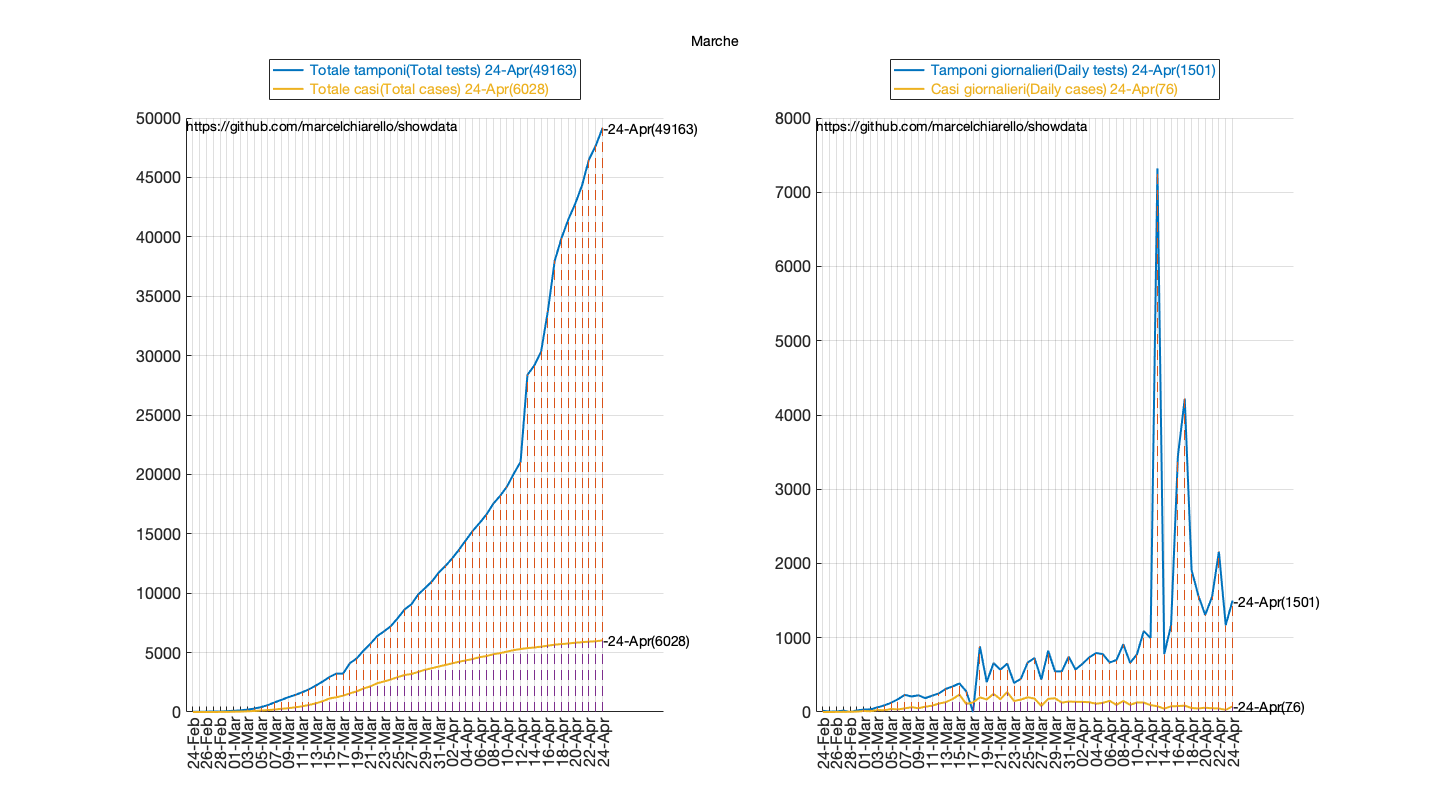 Marche
Totale tamponi(Total tests) 24-Apr(49163)
Totale casi(Total cases) 24-Apr(6028)
https://github.com/marcelchiarello/showdata
50000
45000
40000
35000
30000
25000
20000
15000
10000
5000
0
24-Apr(49163)
24-Apr(6028)
24-Feb
26-Feb
28-Feb
01-Mar
03-Mar
05-Mar
07-Mar
09-Mar
11-Mar
13-Mar
15-Mar
17-Mar
19-Mar
21-Mar
23-Mar
25-Mar
27-Mar
29-Mar
31-Mar
02-Apr
04-Apr
06-Apr
08-Apr
10-Apr
12-Apr
14-Apr
16-Apr
18-Apr
20-Apr
22-Apr
24-Apr
Tamponi giornalieri(Daily tests) 24-Apr(1501)
Casi giornalieri(Daily cases) 24-Apr(76)
https://github.com/marcelchiarello/showdata
8000
7000
6000
5000
4000
3000
2000
1000
0
24-Apr(1501)
24-Apr(76)
24-Feb
26-Feb
28-Feb
01-Mar
03-Mar
05-Mar
07-Mar
09-Mar
11-Mar
13-Mar
15-Mar
17-Mar
19-Mar
21-Mar
23-Mar
25-Mar
27-Mar
29-Mar
31-Mar
02-Apr
04-Apr
06-Apr
08-Apr
10-Apr
12-Apr
14-Apr
16-Apr
18-Apr
20-Apr
22-Apr
24-Apr